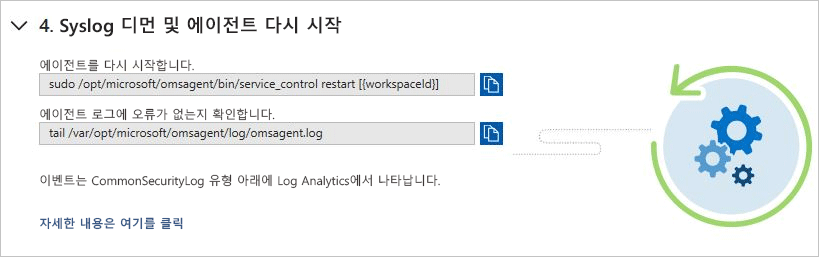 4. Syslog 디먼 및 에이전트 다시 시작
에이전트를 다시 시작합니다.
sudo /opt/microsoft/omsagent/bin/service_control restart [{workspaceId}]
에이전트 로그에 오류가 없는지 확인합니다.
tail /var/opt/microsoft/omsagent/log/omsagent.log
이벤트는 CommonSecurityLog 유형 아래에 Log Analytics에서 나타납니다.
자세한 내용은 여기를 클릭